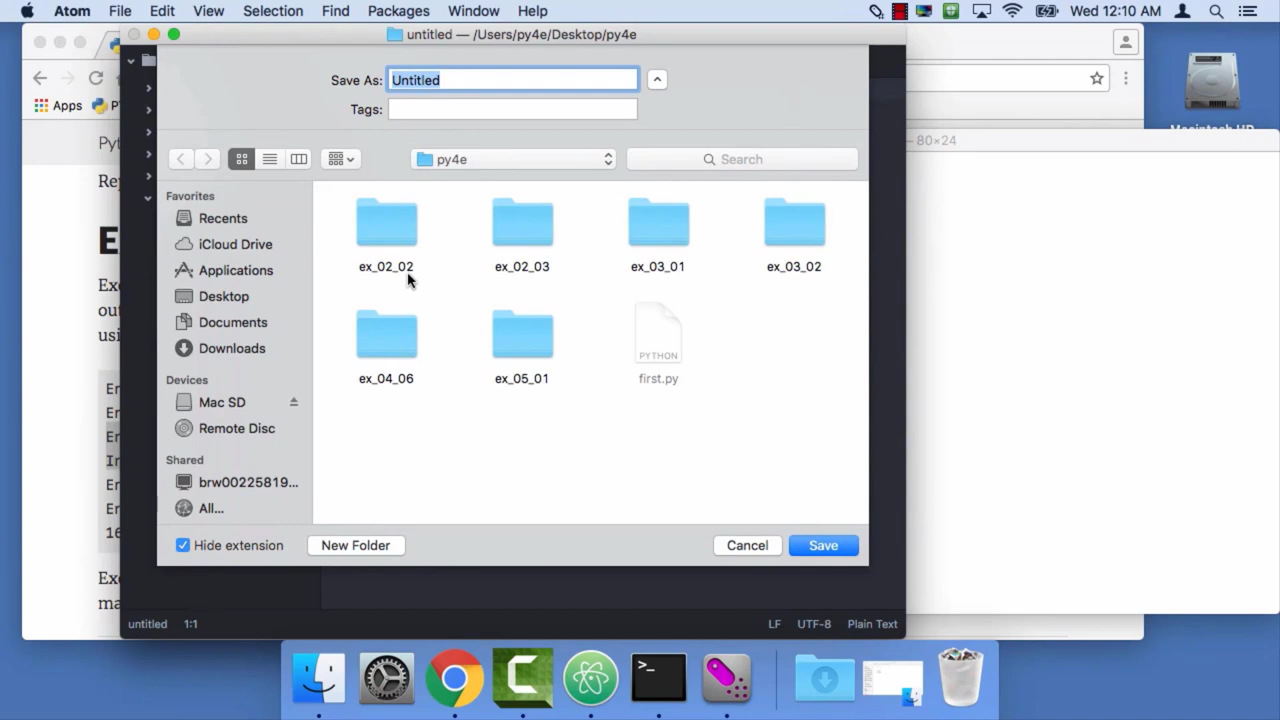 Atom File Edit View Selection Find Packages Window Help Wed 12:10 AM
untitled — /Users/py4e/Desktop/py4e
Save As: Untitled
Tags:
Apps
py4e
Search
80×24
Favorites
Recents
iCloud Drive
Applications
Desktop
Documents
Downloads
Devices
Mac SD
Remote Disc
Shared
brw00225819...
All...
ex_02_02 ex_02_03 ex_03_01 ex_03_02
PYTHON
ex_04_06 ex_05_01 first.py
Hide extension New Folder Cancel Save
untitled 1:1 LF UTF-8 Plain Text